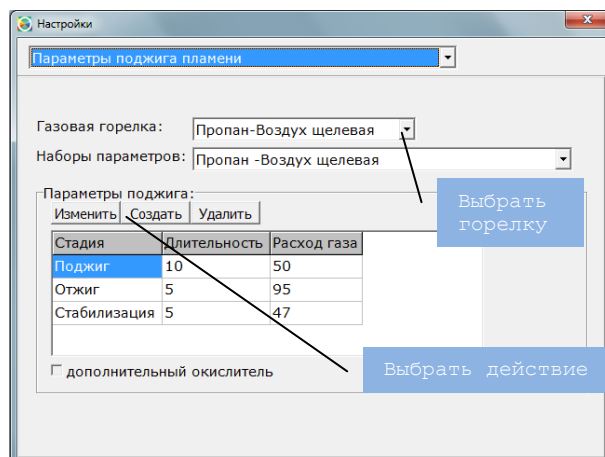 Настройки
x
Параметры поджига пламени
Газовая горелка: Пропан-Воздух щелевая
Наборы параметров: Пропан -Воздух щелевая
Параметры поджига:
Изменить Создать Удалить
Выбрать
горелку
Стадия Длительность Расход газа
Поджиг 10 50
Отжиг 5 95
Стабилизация 5 47
дополнительный окислитель
Выбрать действие